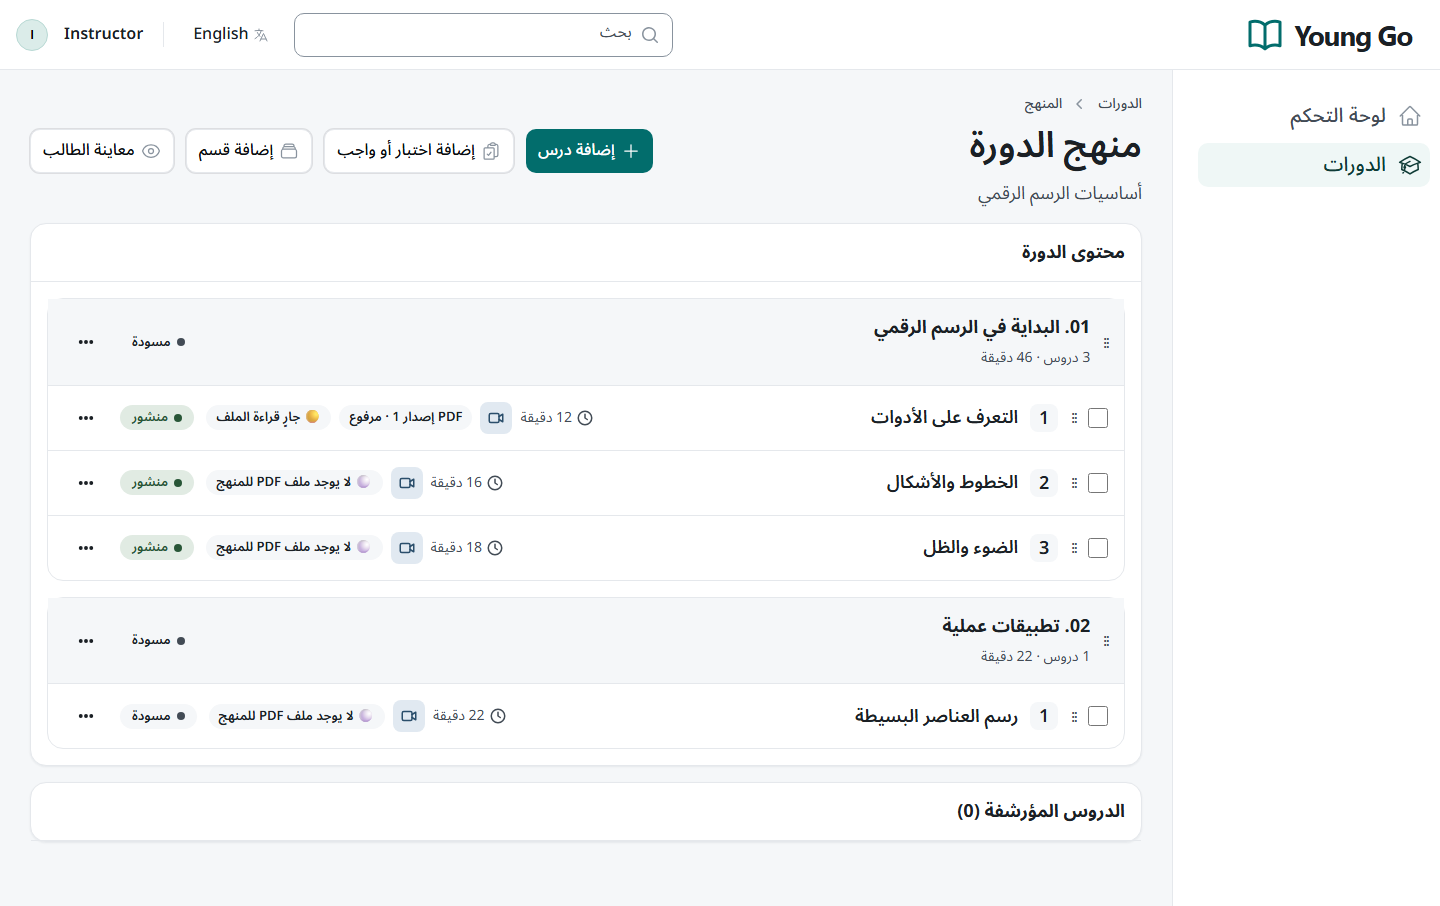 Young Go
بحث
English
Instructor
I
لوحة التحكم
الدورات
الدورات
المنهج
منهج الدورة
أساسيات الرسم الرقمي
إضافة درس
إضافة اختبار أو واجب
إضافة قسم
معاينة الطالب
محتوى الدورة
01. البداية في الرسم الرقمي
3 دروس · 46 دقيقة
مسودة
1 التعرف على الأدوات
12 دقيقة
PDF إصدار 1 · مرفوع
جارٍ قراءة الملف
منشور
2 الخطوط والأشكال
16 دقيقة
لا يوجد ملف PDF للمنهج
منشور
3 الضوء والظل
18 دقيقة
لا يوجد ملف PDF للمنهج
منشور
02. تطبيقات عملية
1 دروس · 22 دقيقة
مسودة
1 رسم العناصر البسيطة
22 دقيقة
لا يوجد ملف PDF للمنهج
مسودة
الدروس المؤرشفة (0)